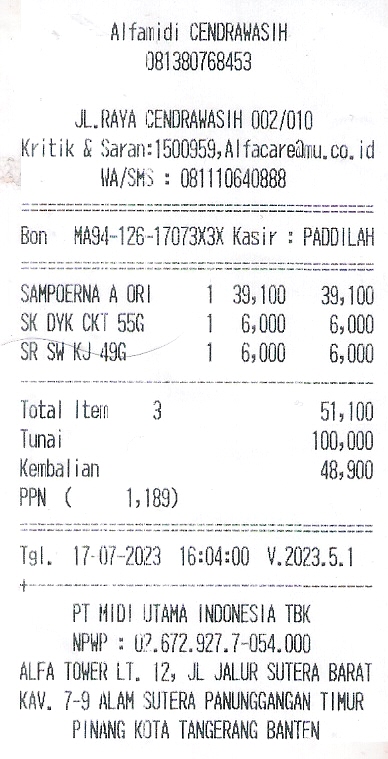 Alfamidi CENDRAWASIH
081380768453
JL.RAYA CENDRAWASIH 002/010
Kritik & Saran:1500959,Alfacare@mu.co.id
WA/SMS : 081110640888
Bon MA94-126-17073X3X Kasir : PADDILAH
SAMPOERNA A ORI 1 39,100 39,100
SK DYK CKT 55G 1 6,000 6,000
SR SW KJ 49G 1 6,000 6,000
Total Item 3 51,100
Tunai 100,000
Kembalian 48,900
PPN ( 1,189)
Tgl. 17-07-2023 16:04:00 V.2023.5.1
PT MIDI UTAMA INDONESIA TBK
NPWP : 02.672.927.7-054.000
ALFA TOWER LT. 12, JL JALUR SUTERA BARAT
KAV. 7-9 ALAM SUTERA PANUNGGANGAN TIMUR
PINANG KOTA TANGERANG BANTEN